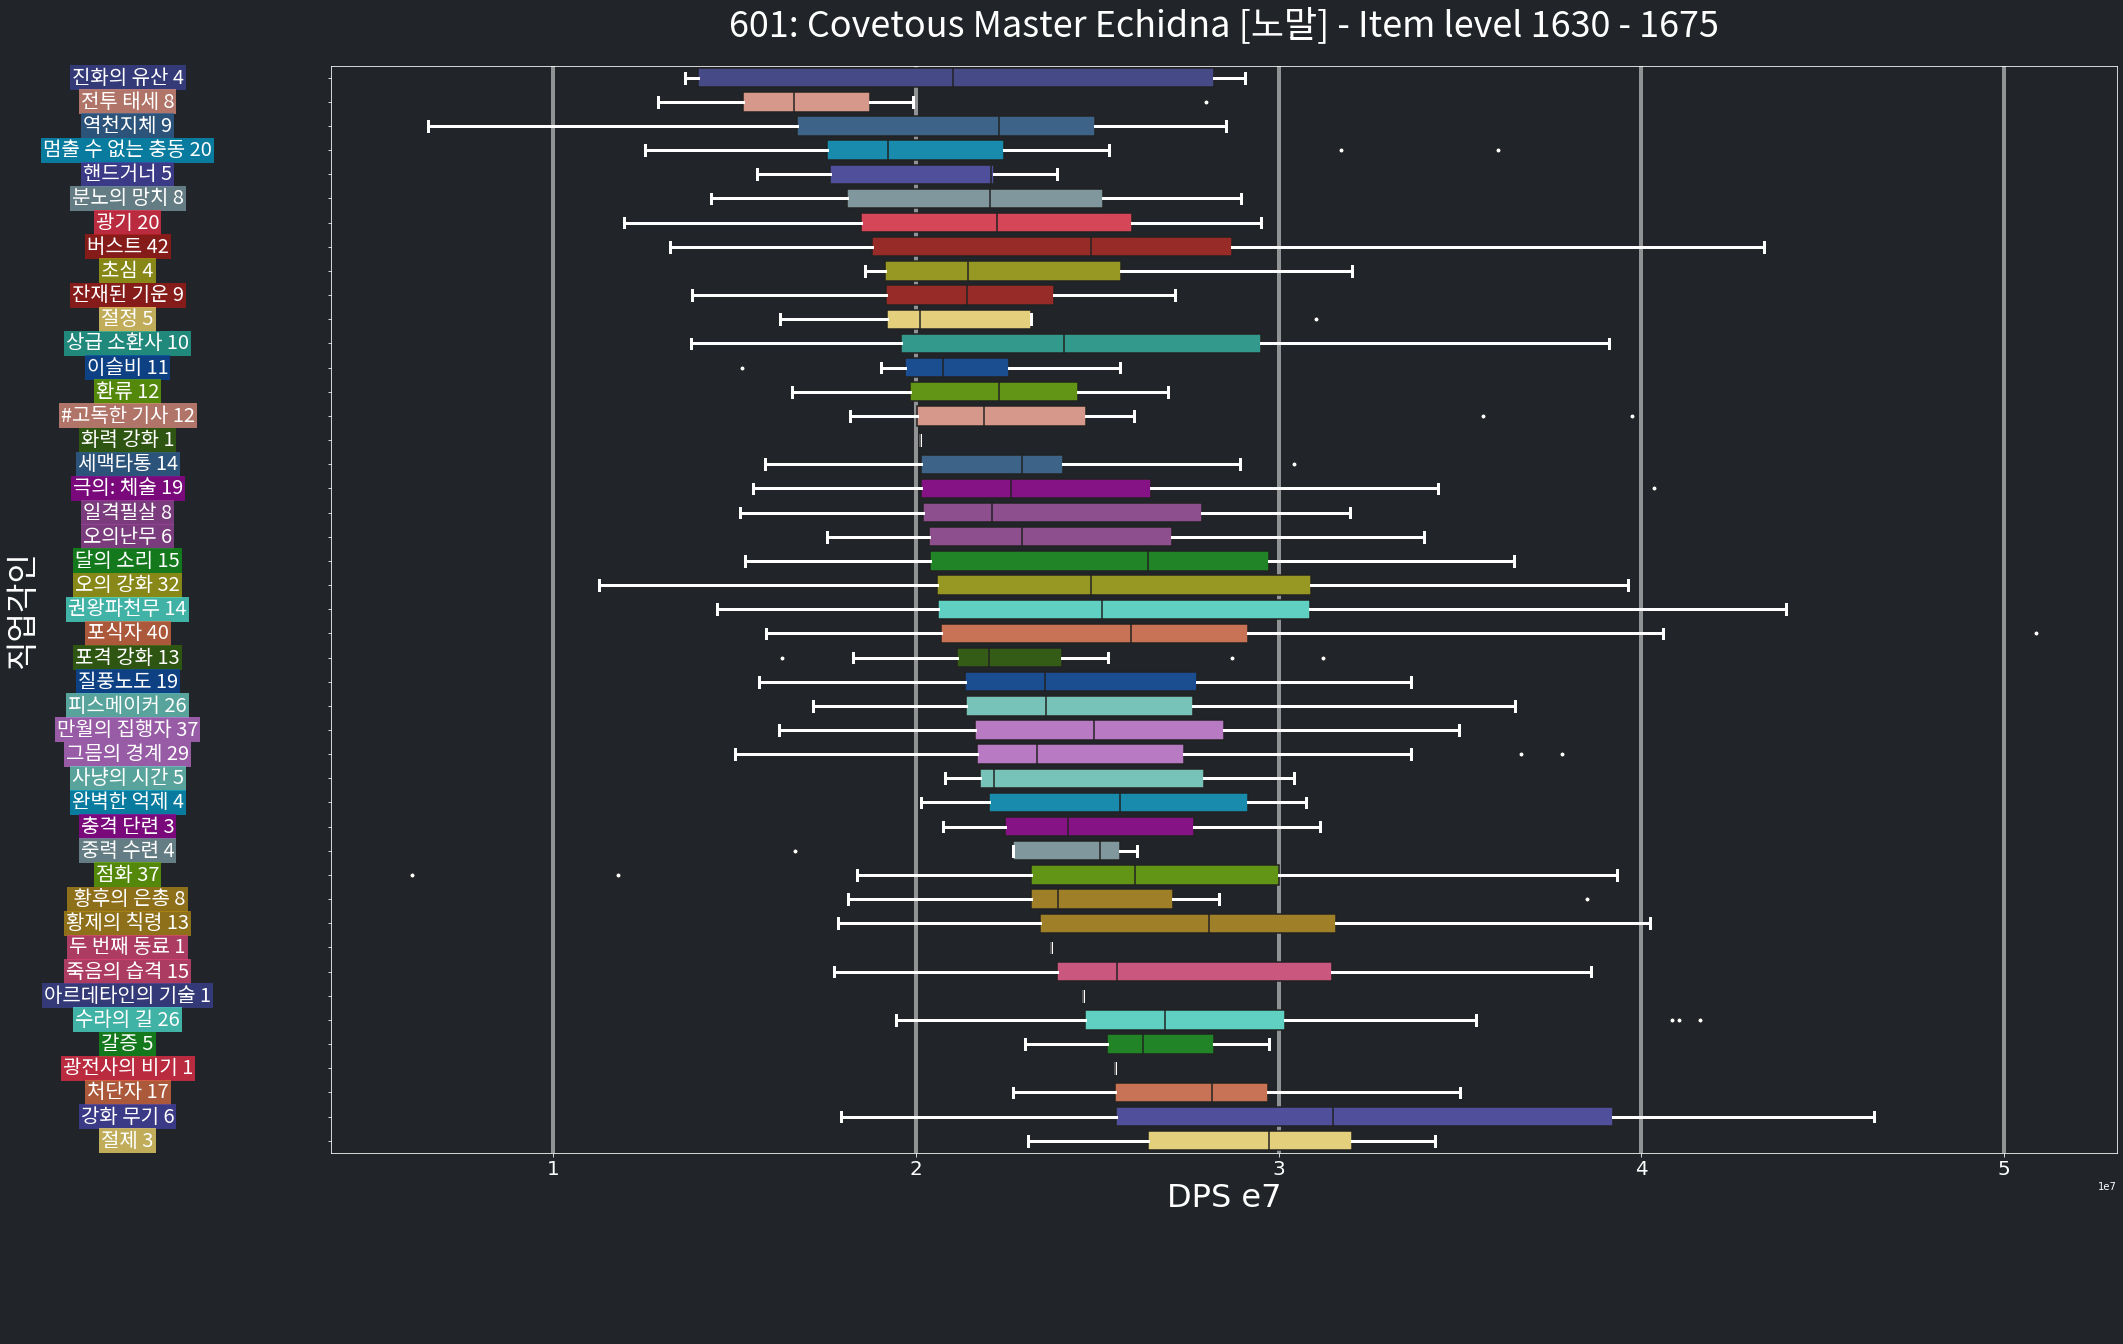 601: Covetous Master Echidna [노말] - Item level 1630 - 1675
직업각인
진화의 유산 4
전투 태세 8
역천지체 9
멈출 수 없는 충동 20
핸드거너 5
분노의 망치 8
광기 20
버스트 42
초심 4
잔재된 기운 9
절정 5
상급 소환사 10
이슬비 11
환류 12
#고독한 기사 12
화력 강화 1
세맥타통 14
극의: 체술 19
일격필살 8
오의난무 6
달의 소리 15
오의 강화 32
권왕파천무 14
포식자 40
포격 강화 13
질풍노도 19
피스메이커 26
만월의 집행자 37
그믐의 경계 29
사냥의 시간 5
완벽한 억제 4
충격 단련 3
중력 수련 4
점화 37
황후의 은총 8
황제의 칙령 13
두 번째 동료 1
죽음의 습격 15
아르데타인의 기술 1
수라의 길 26
갈증 5
광전사의 비기 1
처단자 17
강화 무기 6
절제 3
1 2 3 4 5
1e7
DPS e7